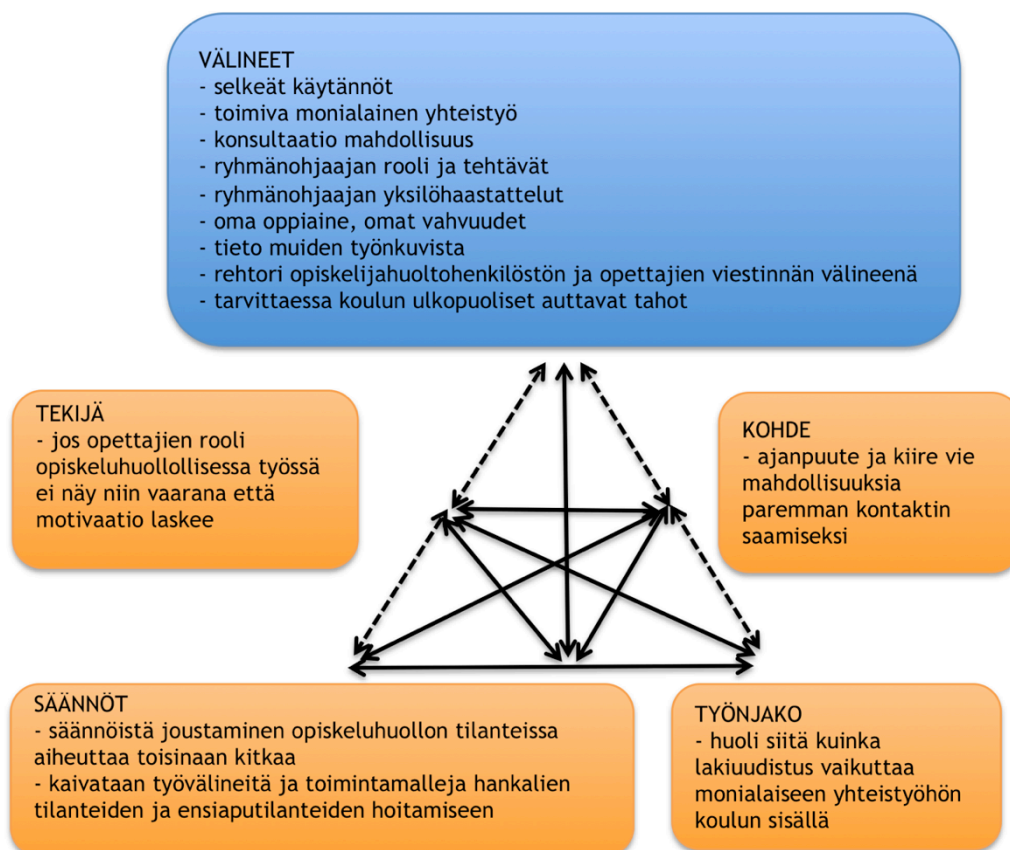 VÄLINEET
- selkeät käytännöt
- toimiva monialainen yhteistyö
- konsultaatio mahdollisuus
- ryhmänohjaajan rooli ja tehtävät
- ryhmänohjaajan yksilöhaastattelut
- oma oppiaine, omat vahvuudet
- tieto muiden työnkuvista
- rehtori opiskelijahuoltohenkilöstön ja opettajien viestinnän välineenä
- tarvittaessa koulun ulkopuoliset auttavat tahot
TEKIJÄ
- jos opettajien rooli
opiskeluhuollollisessa työssä
ei näy niin vaarana että
motivaatio laskee
KOHDE
- ajanpuute ja kiire vie
mahdollisuuksia
paremman kontaktin
saamiseksi
SÄÄNNÖT
- säännöistä joustaminen opiskeluhuollon tilanteissa
aiheuttaa toisinaan kitkaa
- kaivataan työvälineitä ja toimintamalleja hankalien
tilanteiden ja ensiaputilanteiden hoitamiseen
TYÖNJAKO
- huoli siitä kuinka
lakiuudistus vaikuttaa
monialaiseen yhteistyöhön
koulun sisällä